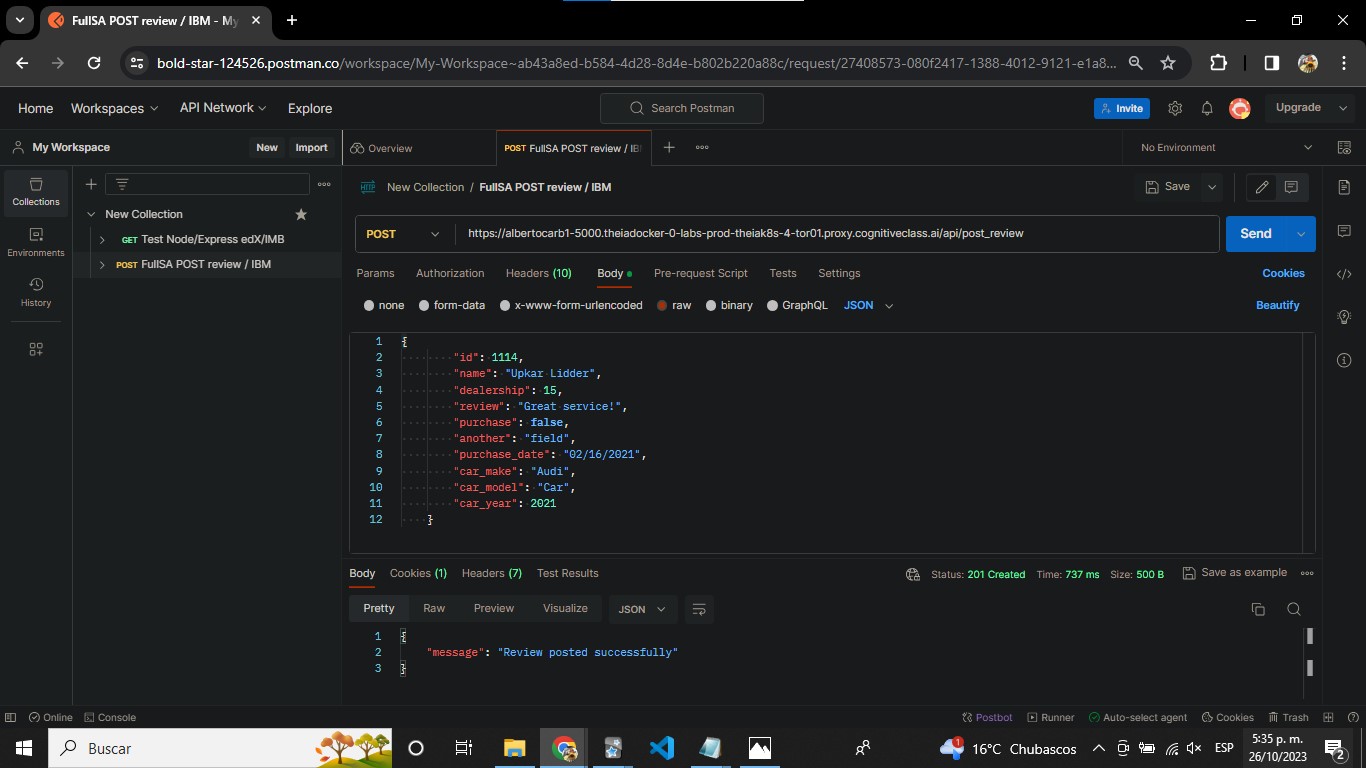 FullSA POST review / IBM - My
bold-star-124526.postman.co/workspace/My-Workspace~ab43a8ed-b584-4d28-8d4e-b802b220a88c/request/27408573-080f2417-1388-4012-9121-e1a8...
Home Workspaces API Network Explore Search Postman Invite Upgrade
My Workspace New Import Overview POST FullSA POST review / IB No Environment
Collections
Environments
History
New Collection
GET Test Node/Express edX/IMB
POST FullSA POST review / IBM
HTTP New Collection / FullSA POST review / IBM Save
POST https://albertocarb1-5000.theiadocker-0-labs-prod-theiak8s-4-tor01.proxy.cognitiveclass.ai/api/post_review Send
Params Authorization Headers (10) Body Pre-request Script Tests Settings Cookies
none form-data x-www-form-urlencoded raw binary GraphQL JSON Beautify
1 {
2 "id": 1114,
3 "name": "Upkar Lidder",
4 "dealership": 15,
5 "review": "Great service!",
6 "purchase": false,
7 "another": "field",
8 "purchase_date": "02/16/2021",
9 "car_make": "Audi",
10 "car_model": "Car",
11 "car_year": 2021
12 }
Body Cookies (1) Headers (7) Test Results Status: 201 Created Time: 737 ms Size: 500 B Save as example
Pretty Raw Preview Visualize JSON
1 {
2 "message": "Review posted successfully"
3 }
Online Console Postbot Runner Auto-select agent Cookies Trash
Buscar 1 16°C Chubascos ESP 5:35 p. m. 2
26/10/2023